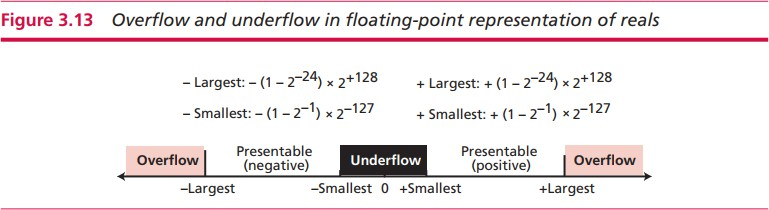 Figure 3.13 Overflow and underflow in floating-point representation of reals
– Largest: – (1 – 2⁻²⁴) × 2⁺¹²⁸ + Largest: + (1 – 2⁻²⁴) × 2⁺¹²⁸
– Smallest: – (1 – 2⁻¹) × 2⁻¹²⁷ + Smallest: + (1 – 2⁻¹) × 2⁻¹²⁷
Overflow Presentable (negative) Underflow Presentable (positive) Overflow
–Largest –Smallest 0 +Smallest +Largest